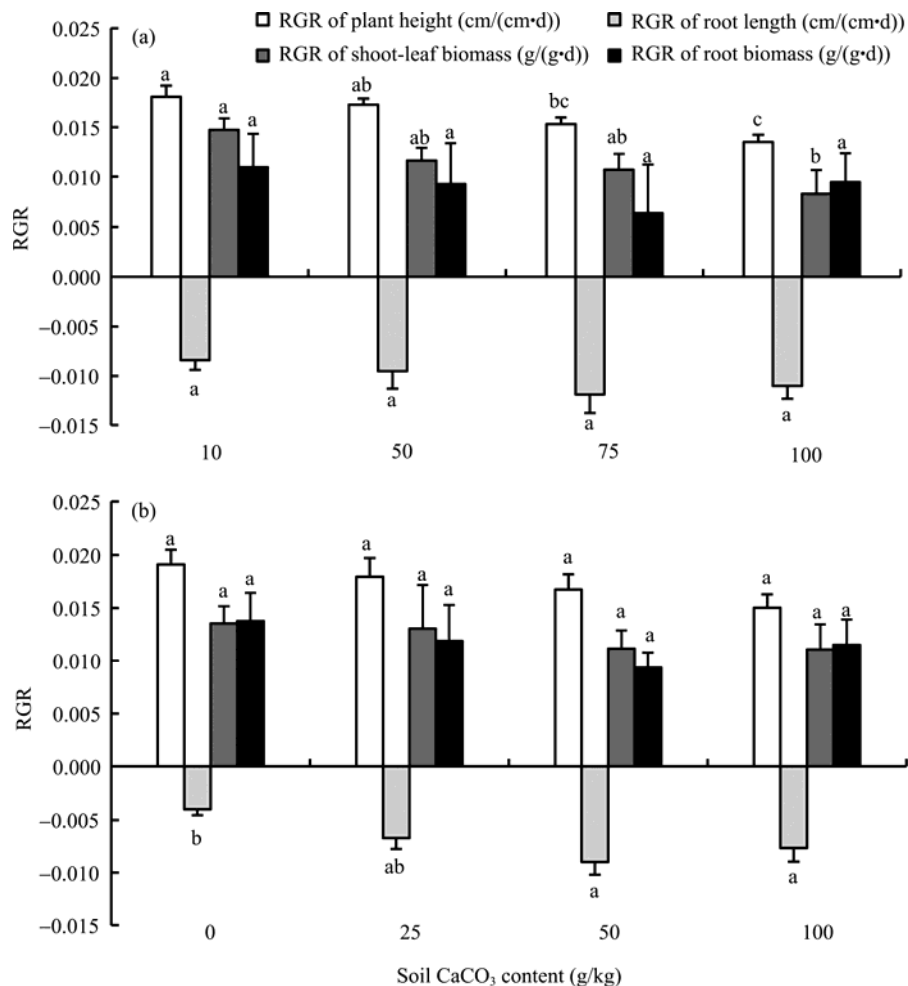 (a)
RGR of plant height (cm/(cm•d))
RGR of root length (cm/(cm•d))
RGR of shoot-leaf biomass (g/(g•d))
RGR of root biomass (g/(g•d))
0.025
0.020
0.015
0.010
0.005
0.000
−0.005
−0.010
−0.015
RGR
a a a a
ab ab a a
bc ab a a
c b a a
10 50 75 100
(b)
0.025
0.020
0.015
0.010
0.005
0.000
−0.005
−0.010
−0.015
RGR
a a a b
a a a ab
a a a a
a a a a
0 25 50 100
Soil CaCO₃ content (g/kg)